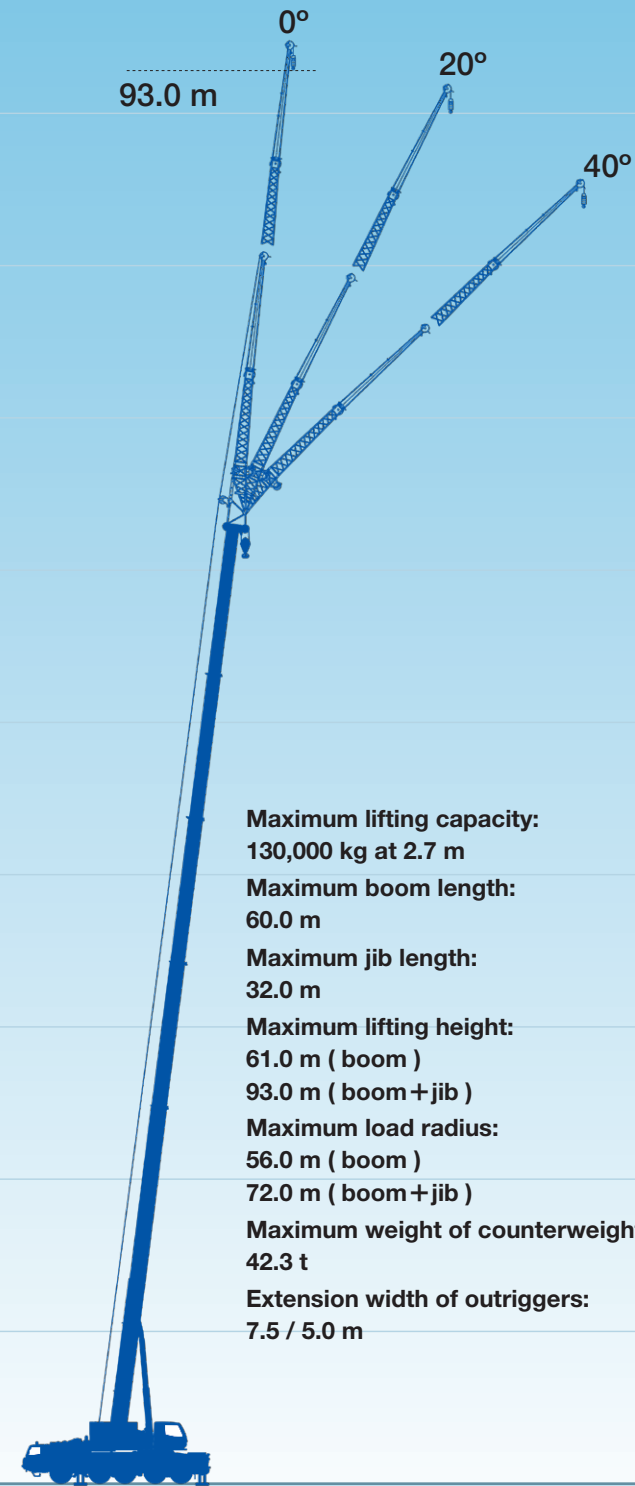 0º
20º
93.0 m
40º
Maximum lifting capacity:
130,000 kg at 2.7 m
Maximum boom length:
60.0 m
Maximum jib length:
32.0 m
Maximum lifting height:
61.0 m ( boom )
93.0 m ( boom＋jib )
Maximum load radius:
56.0 m ( boom )
72.0 m ( boom＋jib )
Maximum weight of counterweight
42.3 t
Extension width of outriggers:
7.5 / 5.0 m